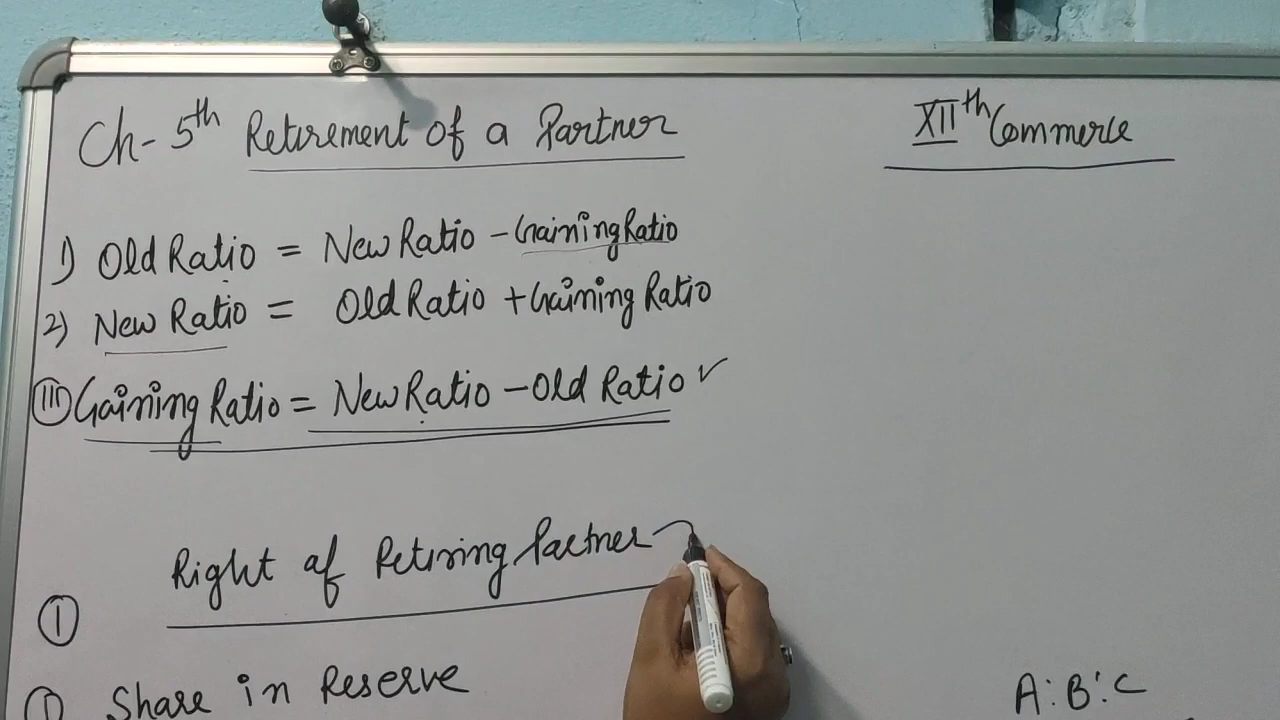 Ch-5th Retirement of a Partner
XIIth Commerce
1) Old Ratio = New Ratio - Gaining Ratio
2) New Ratio = Old Ratio + Gaining Ratio
III Gaining Ratio = New Ratio - Old Ratio ✓
Right of Retiring Partner
①
① Share in Reserve
A:B:C